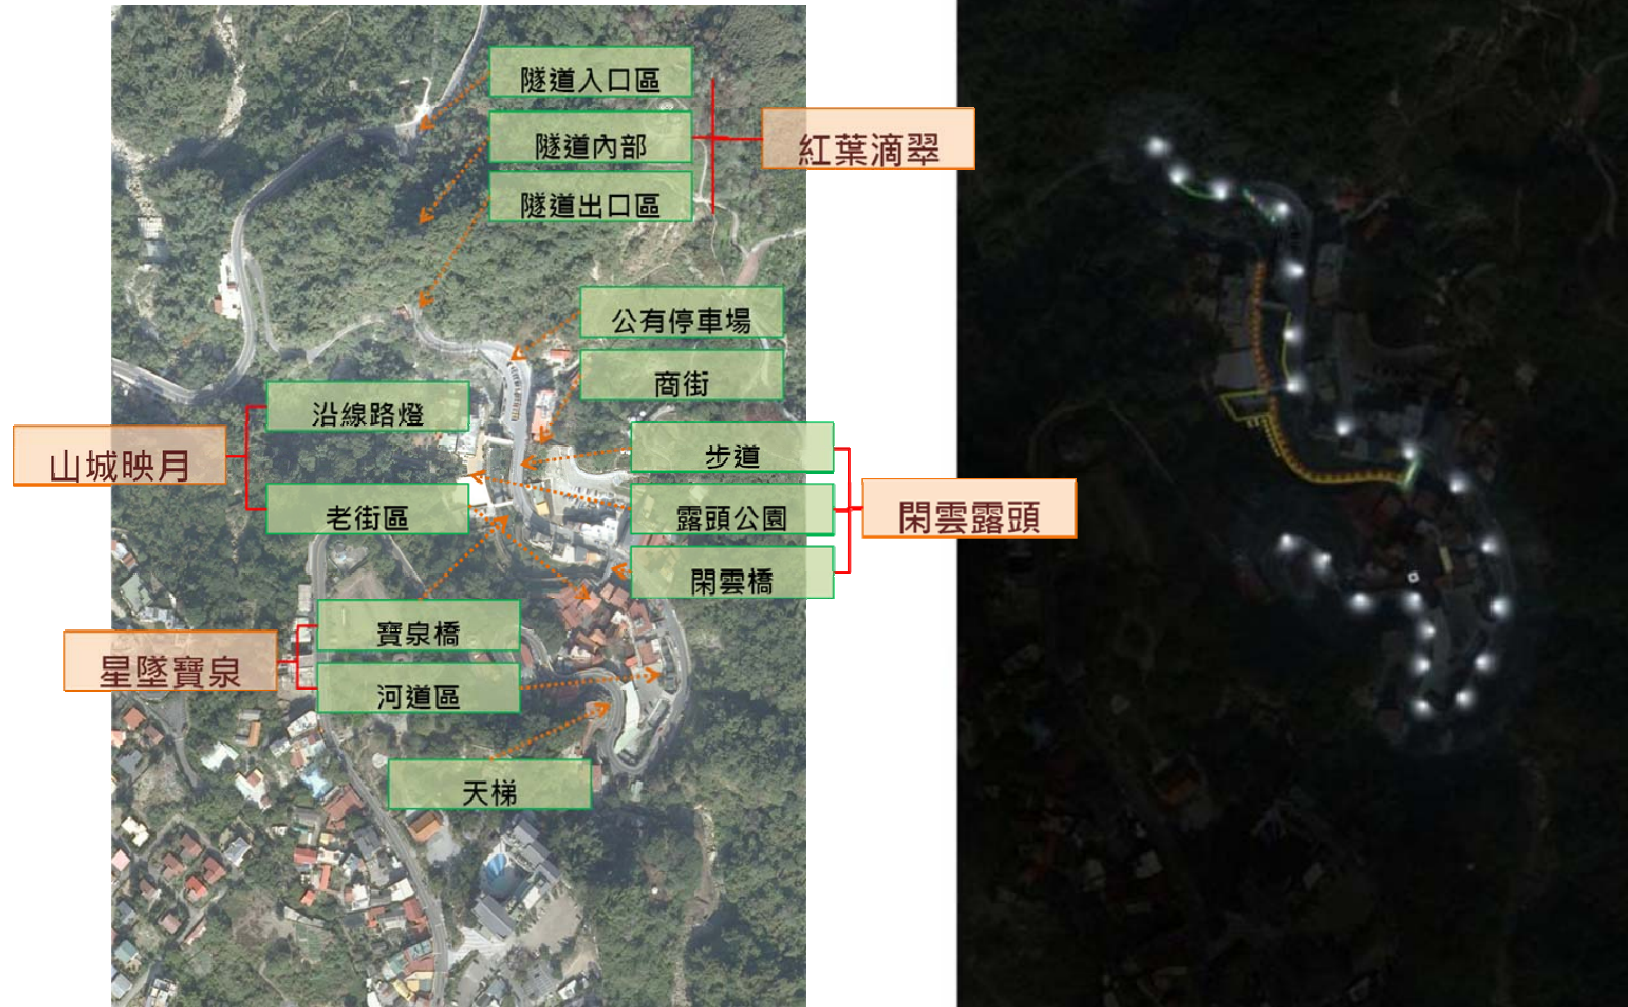 隧道入口區
隧道內部
紅葉滴翠
隧道出口區
公有停車場
商街
沿線路燈
山城映月
老街區
步道
露頭公園
閑雲露頭
閑雲橋
寶泉橋
星墜寶泉
河道區
天梯